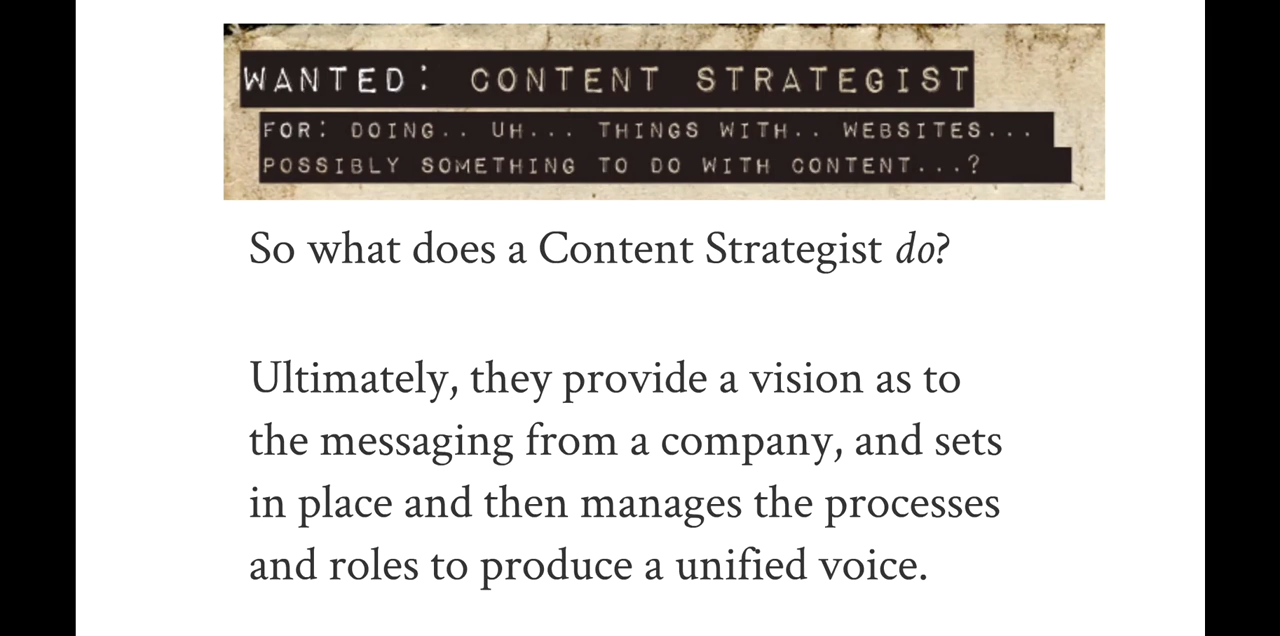 WANTED: CONTENT STRATEGIST
FOR: DOING.. UH... THINGS WITH.. WEBSITES...
POSSIBLY SOMETHING TO DO WITH CONTENT...?
So what does a Content Strategist do?
Ultimately, they provide a vision as to
the messaging from a company, and sets
in place and then manages the processes
and roles to produce a unified voice.